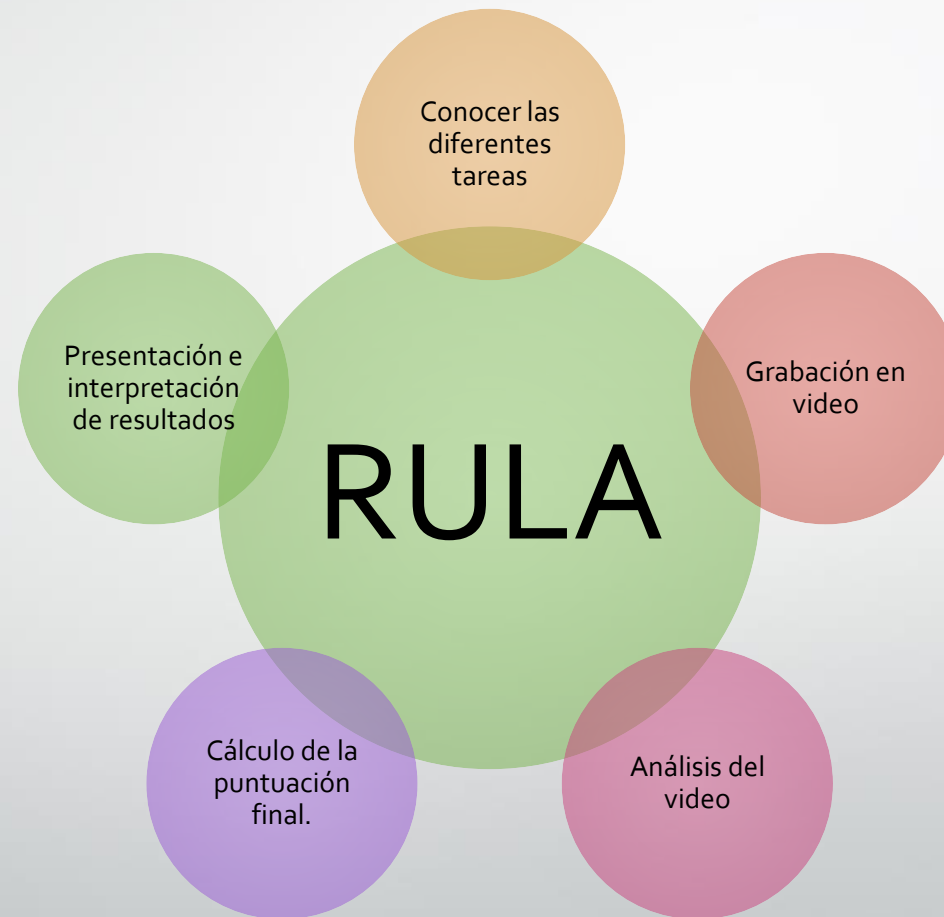 Conocer las
diferentes
tareas
Grabación en
video
Análisis del
video
Cálculo de la
puntuación
final.
Presentación e
interpretación
de resultados
RULA